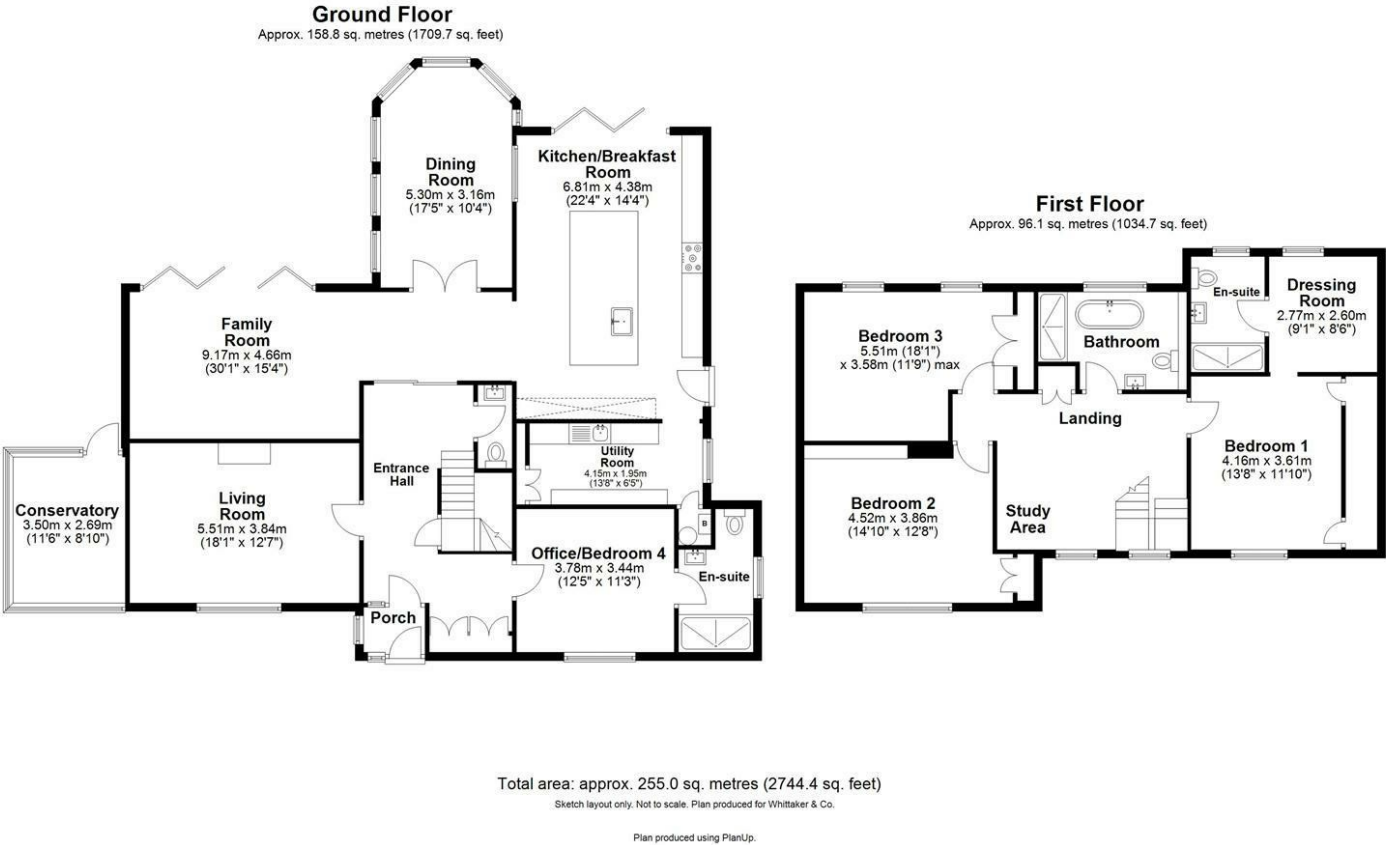 Ground Floor
Approx. 158.8 sq. metres (1709.7 sq. feet)
Dining
Room
5.30m x 3.16m
(17'5" x 10'4")
Kitchen/Breakfast
Room
6.81m x 4.38m
(22'4" x 14'4")
Family
Room
9.17m x 4.66m
(30'1" x 15'4")
Utility
Room
4.15m x 1.95m
(13'8" x 6'5")
Entrance
Hall
Conservatory
3.50m x 2.69m
(11'6" x 8'10")
Living
Room
5.51m x 3.84m
(18'1" x 12'7")
B
Office/Bedroom 4
3.78m x 3.44m
(12'5" x 11'3")
En-suite
Porch
First Floor
Approx. 96.1 sq. metres (1034.7 sq. feet)
En-suite
Dressing
Room
2.77m x 2.60m
(9'1" x 8'6")
Bedroom 3
5.51m (18'1")
x 3.58m (11'9") max
Bathroom
Landing
Bedroom 1
4.16m x 3.61m
(13'8" x 11'10")
Bedroom 2
4.52m x 3.86m
(14'10" x 12'8")
Study
Area
Total area: approx. 255.0 sq. metres (2744.4 sq. feet)
Sketch layout only. Not to scale. Plan produced for Whittaker & Co.
Plan produced using PlanUp.